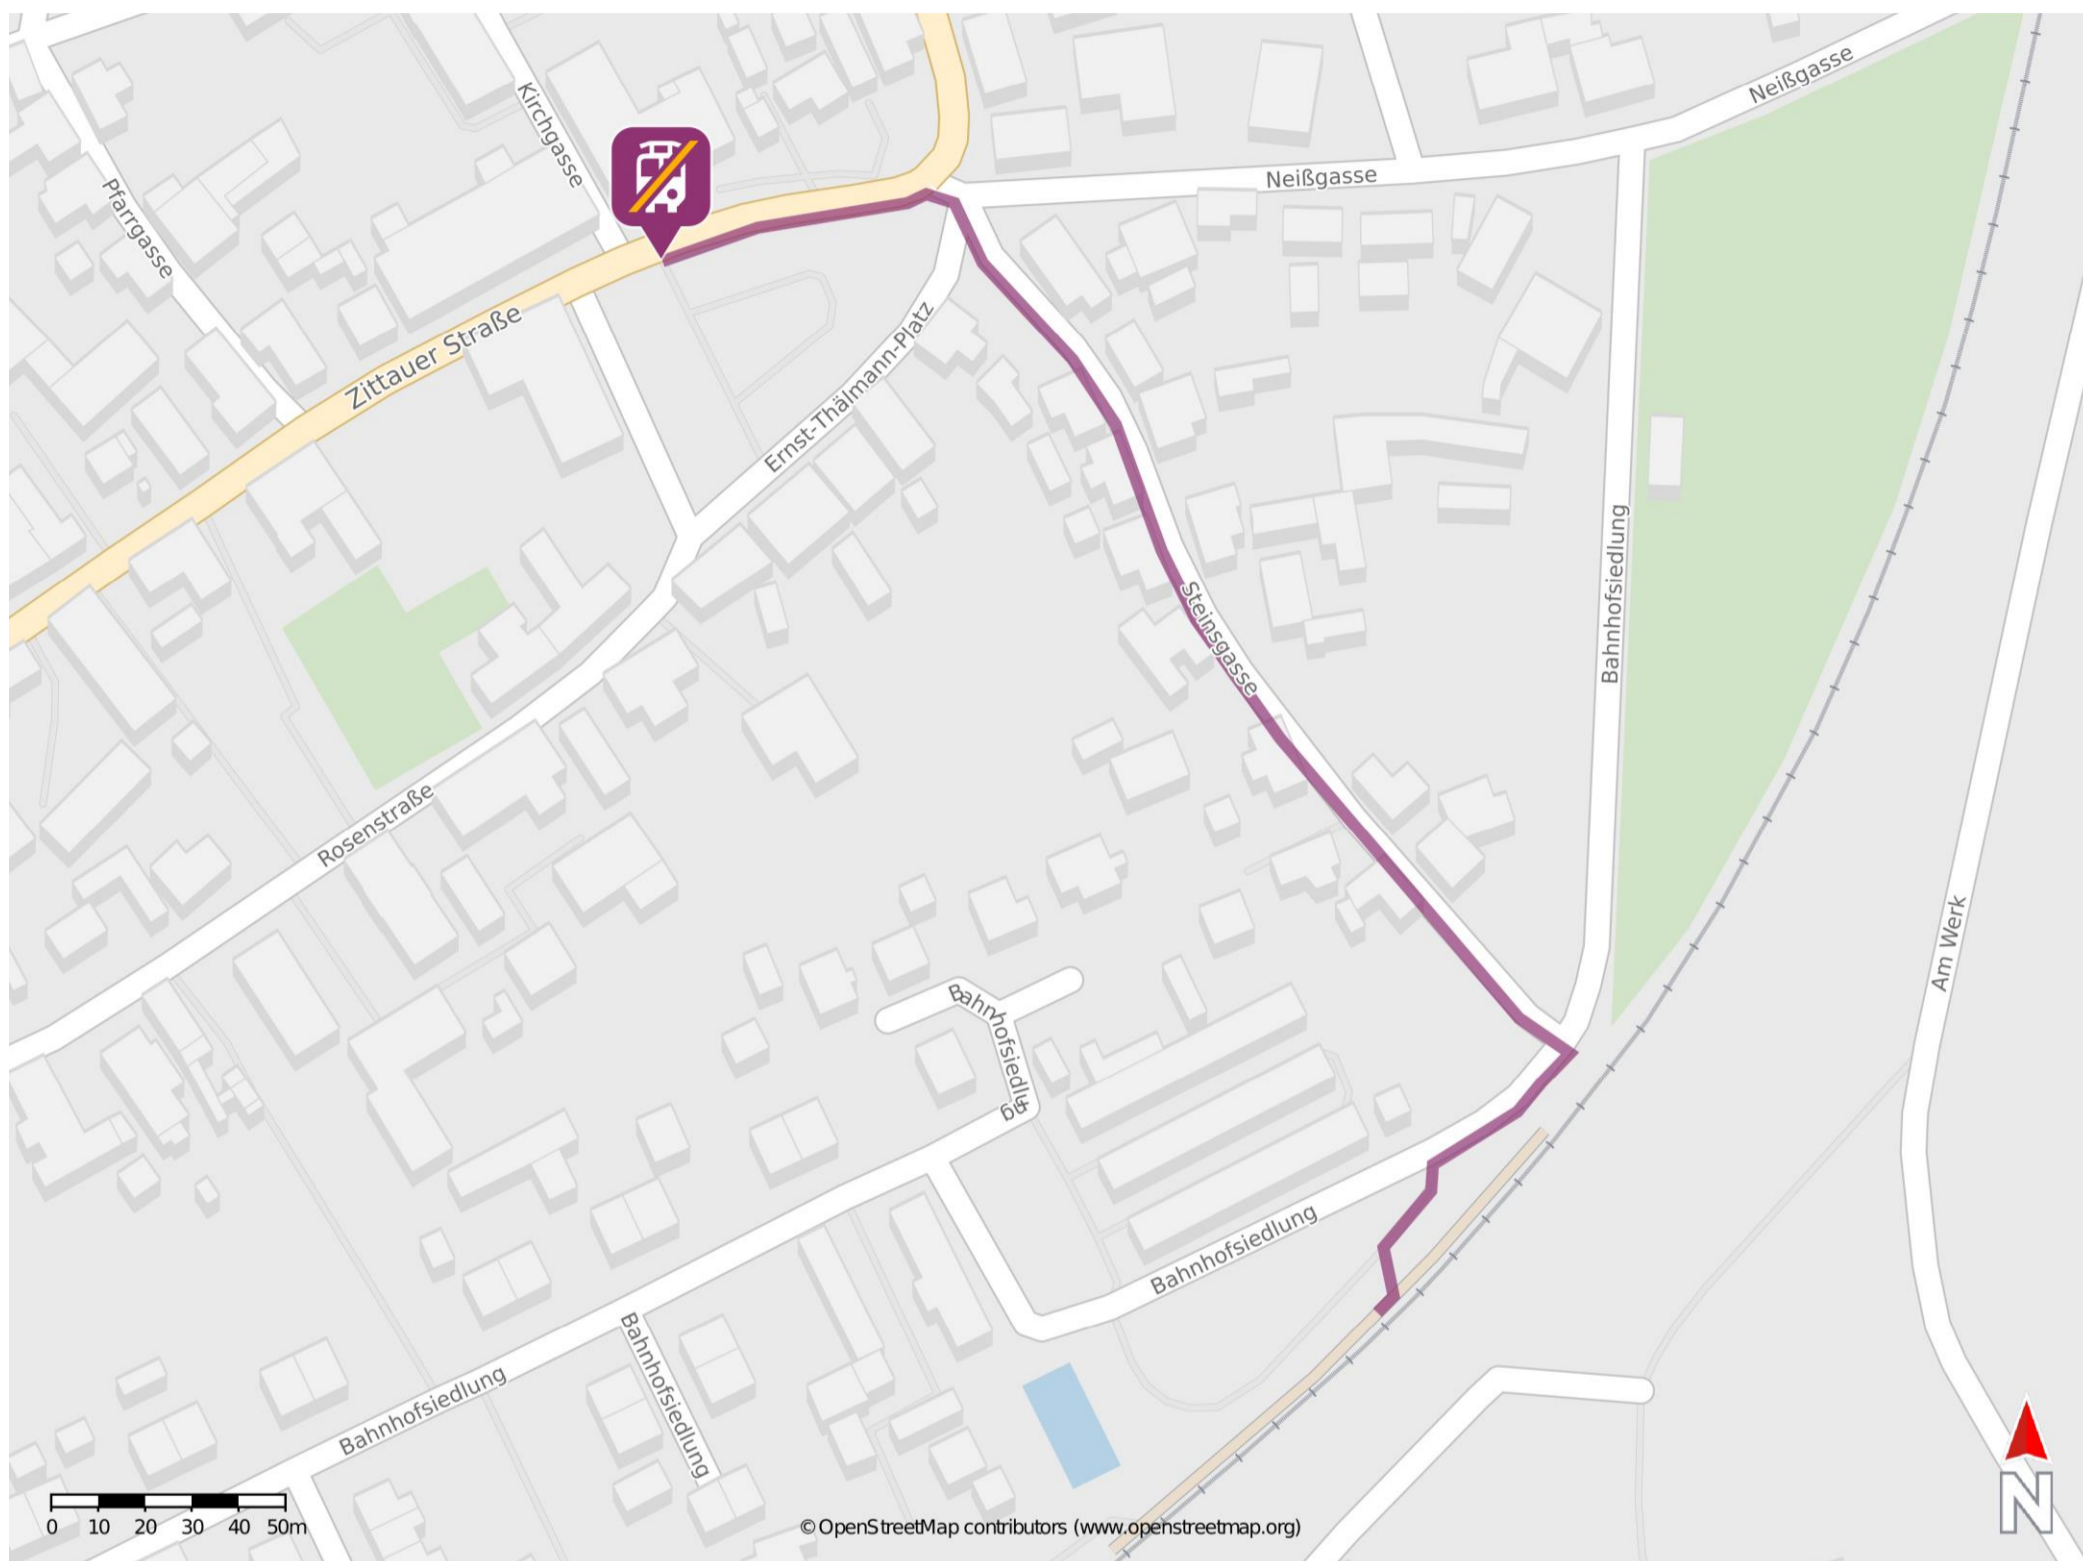 Neißgasse
Kirchgasse
Neißgasse
Pfarrgasse
Zittauer Straße
Ernst-Thälmann-Platz
Bahnhofsiedlung
Steinsgasse
Rosenstraße
Am Werk
Bahnhofsiedlung
Bahnhofsiedlung
Bahnhofsiedlung
Bahnhofsiedlung
0 10 20 30 40 50m
© OpenStreetMap contributors (www.openstreetmap.org)
N